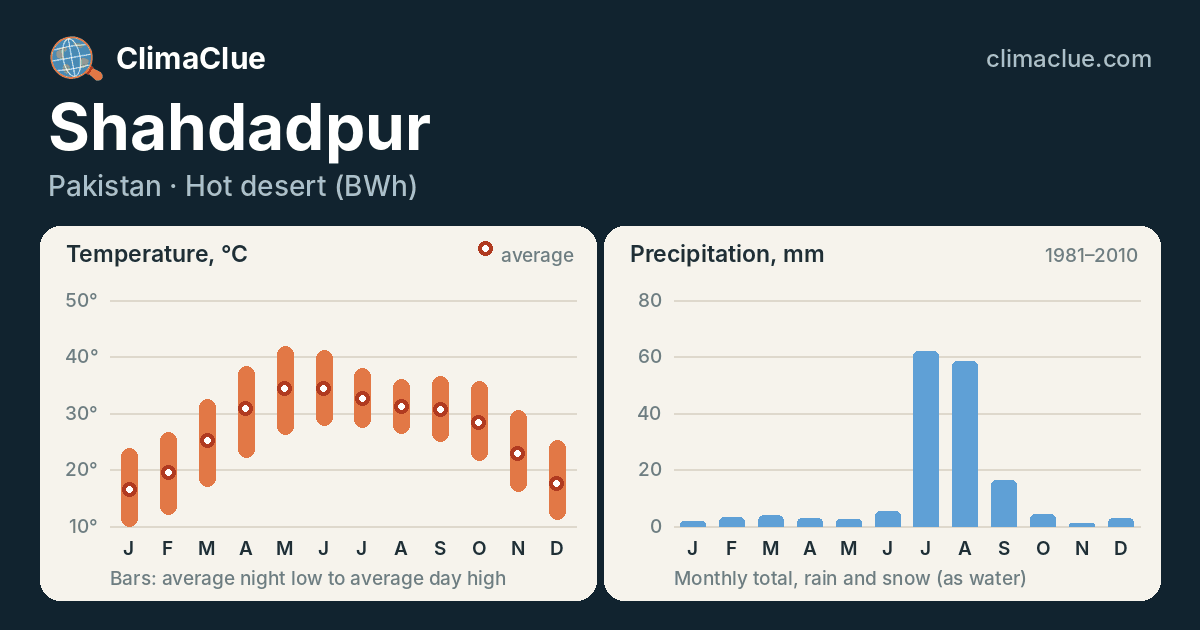 ClimaClue
climaclue.com
Shahdadpur
Pakistan · Hot desert (BWh)
Temperature, °C
average
50°
40°
30°
20°
10°
J F M A M J J A S O N D
Bars: average night low to average day high
Precipitation, mm
1981–2010
80
60
40
20
0
J F M A M J J A S O N D
Monthly total, rain and snow (as water)